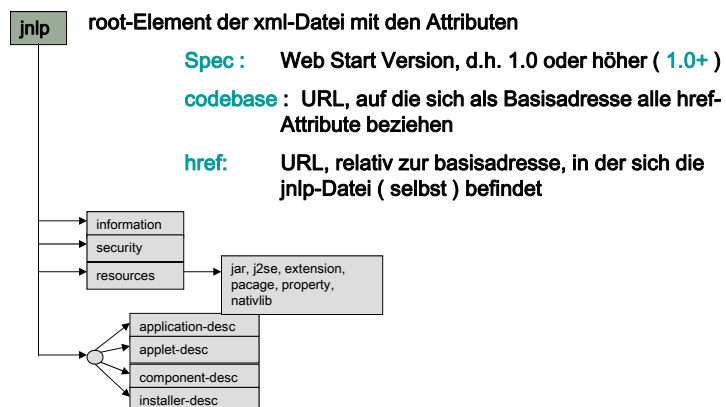 jnlp
root-Element der xml-Datei mit den Attributen
Spec : Web Start Version, d.h. 1.0 oder höher ( 1.0+ )
codebase : URL, auf die sich als Basisadresse alle href-
Attribute beziehen
href: URL, relativ zur basisadresse, in der sich die
jnlp-Datei ( selbst ) befindet
information
security
resources
jar, j2se, extension,
pacage, property,
nativlib
application-desc
applet-desc
component-desc
installer-desc